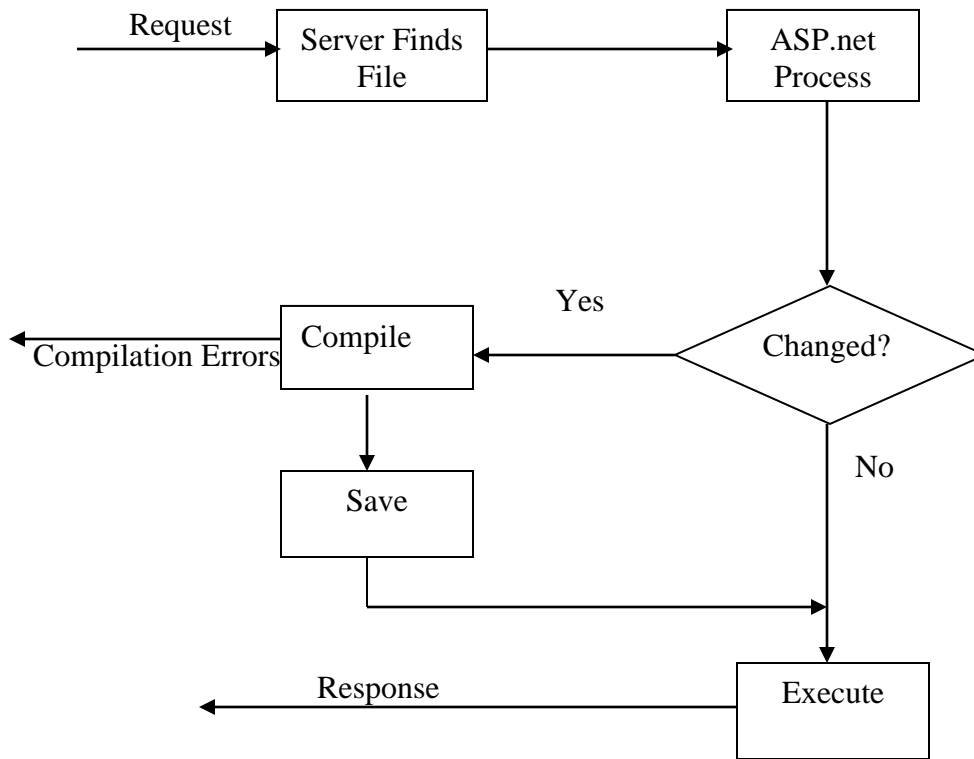 Request
Server Finds
File
ASP.net
Process
Yes
Changed?
Compile
Compilation Errors
No
Save
Response
Execute